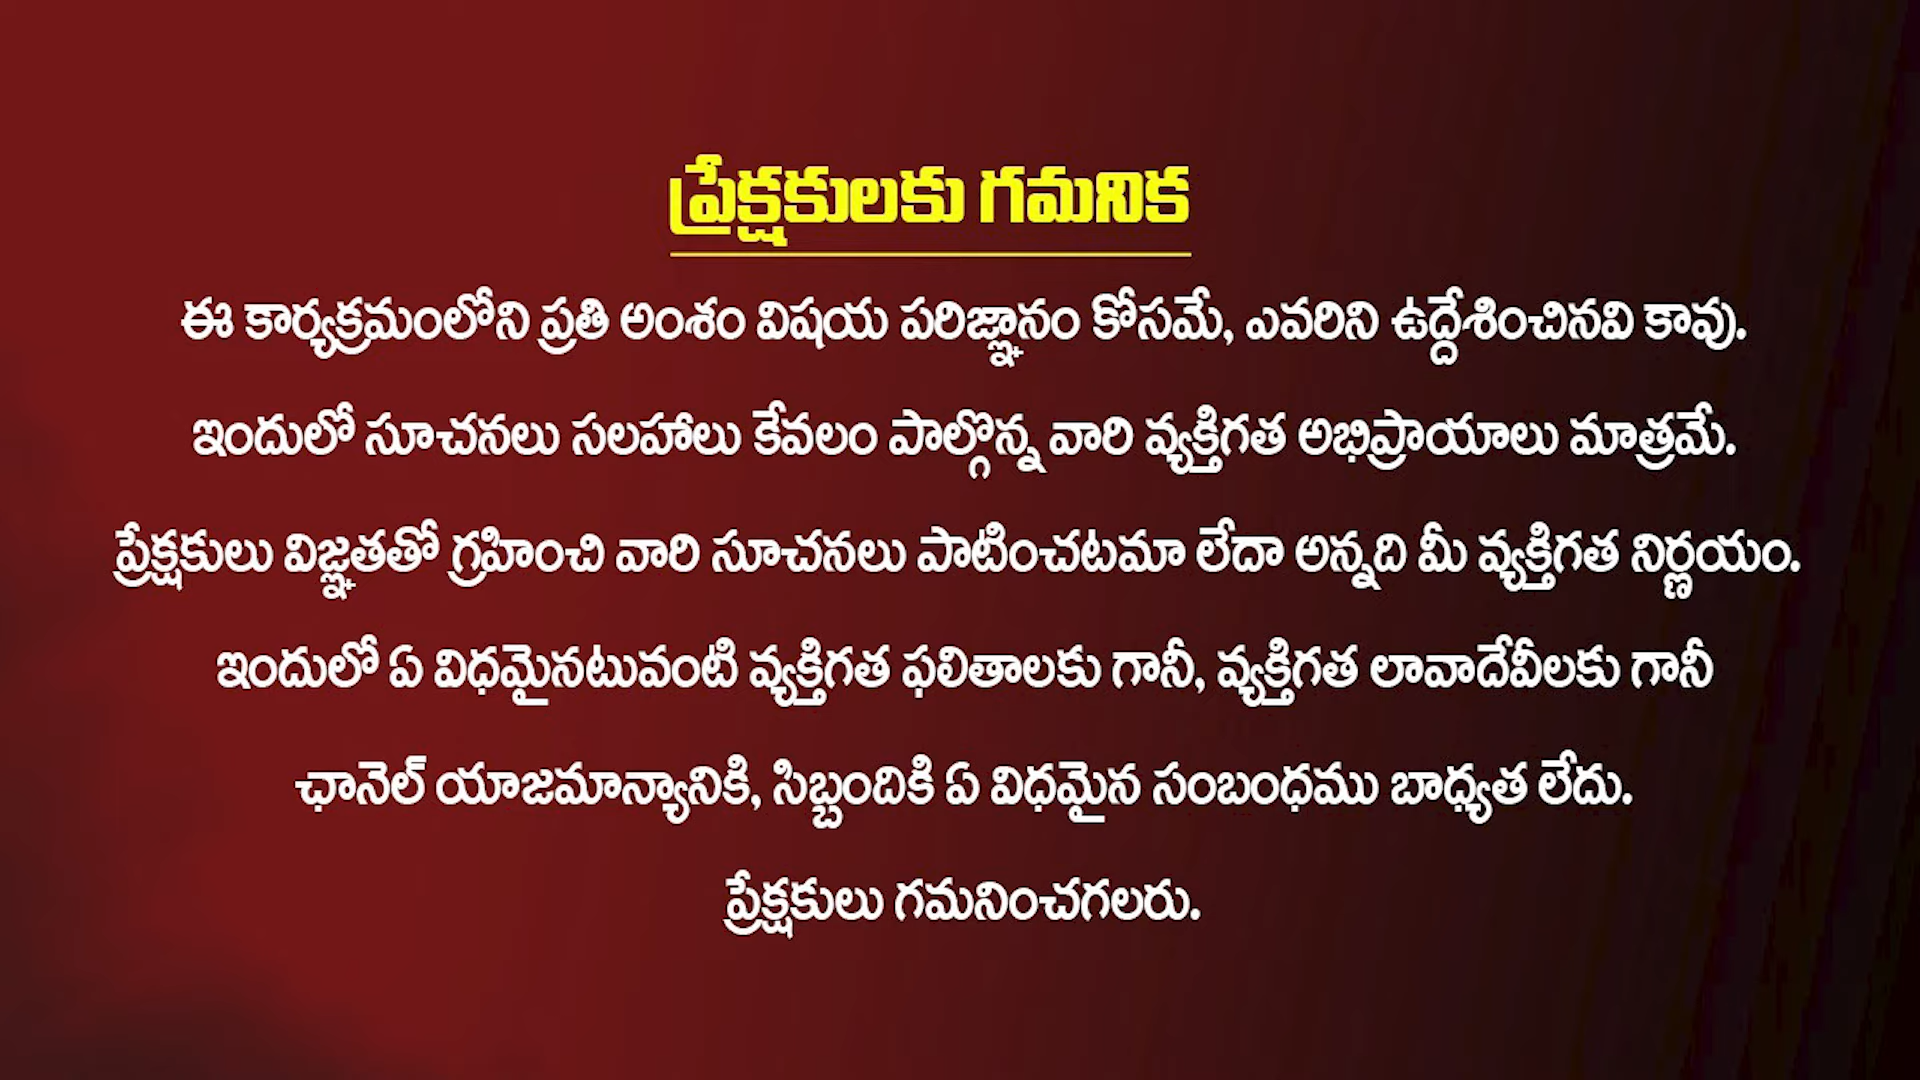 ప్రేక్షకులకు గమనిక
ఈ కార్యక్రమంలోని ప్రతి అంశం విషయ పరిజ్ఞానం కోసమే, ఎవరిని ఉద్దేశించినవి కావు.
ఇందులో సూచనలు సలహాలు కేవలం పాల్గొన్న వారి వ్యక్తిగత అభిప్రాయాలు మాత్రమే.
ప్రేక్షకులు విజ్ఞతతో గ్రహించి వారి సూచనలు పాటించటమా లేదా అన్నది మీ వ్యక్తిగత నిర్ణయం.
ఇందులో ఏ విధమైనటువంటి వ్యక్తిగత ఫలితాలకు గానీ, వ్యక్తిగత లావాదేవీలకు గానీ
ఛానెల్ యాజమాన్యానికి, సిబ్బందికి ఏ విధమైన సంబంధము బాధ్యత లేదు.
ప్రేక్షకులు గమనించగలరు.